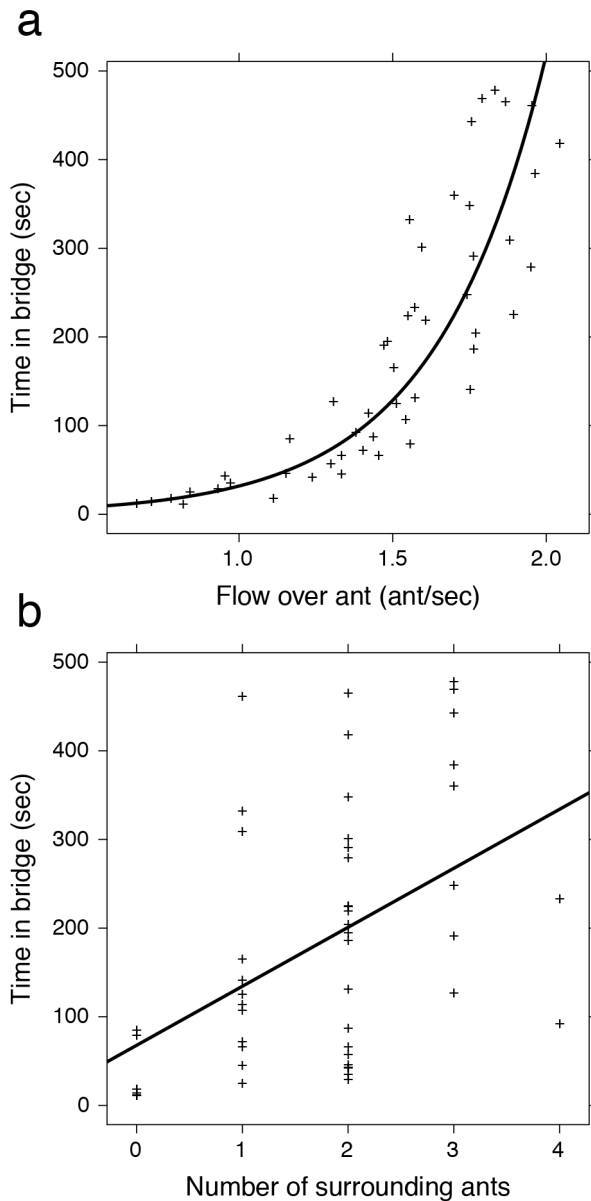 a
500
400
300
200
100
0
Time in bridge (sec)
1.0 1.5 2.0
Flow over ant (ant/sec)
b
500
400
300
200
100
0
Time in bridge (sec)
0 1 2 3 4
Number of surrounding ants